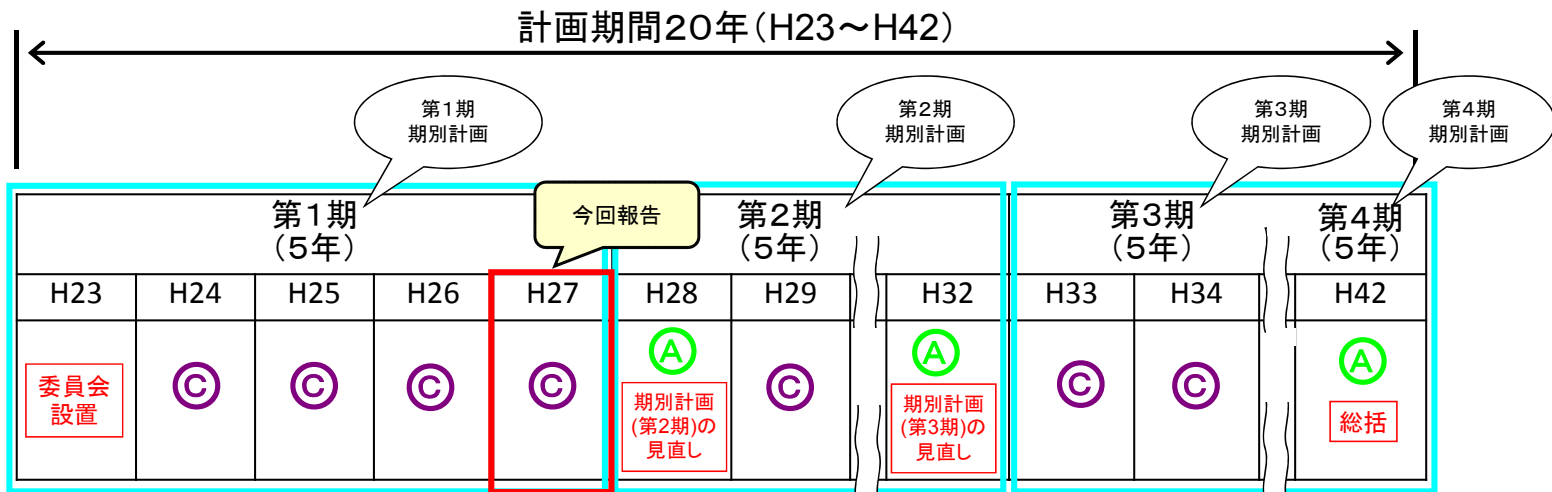 計画期間20年(H23～H42)
第1期
期別計画
第2期
期別計画
第3期
期別計画
第4期
期別計画
今回報告
第1期
(5年)
第2期
(5年)
第3期
(5年)
第4期
(5年)
H23
H24
H25
H26
H27
H28
H29
H32
H33
H34
H42
委員会
設置
Ⓒ
Ⓒ
Ⓒ
Ⓒ
Ⓐ
期別計画
(第2期)の
見直し
Ⓒ
Ⓐ
期別計画
(第3期)の
見直し
Ⓒ
Ⓒ
Ⓐ
総括